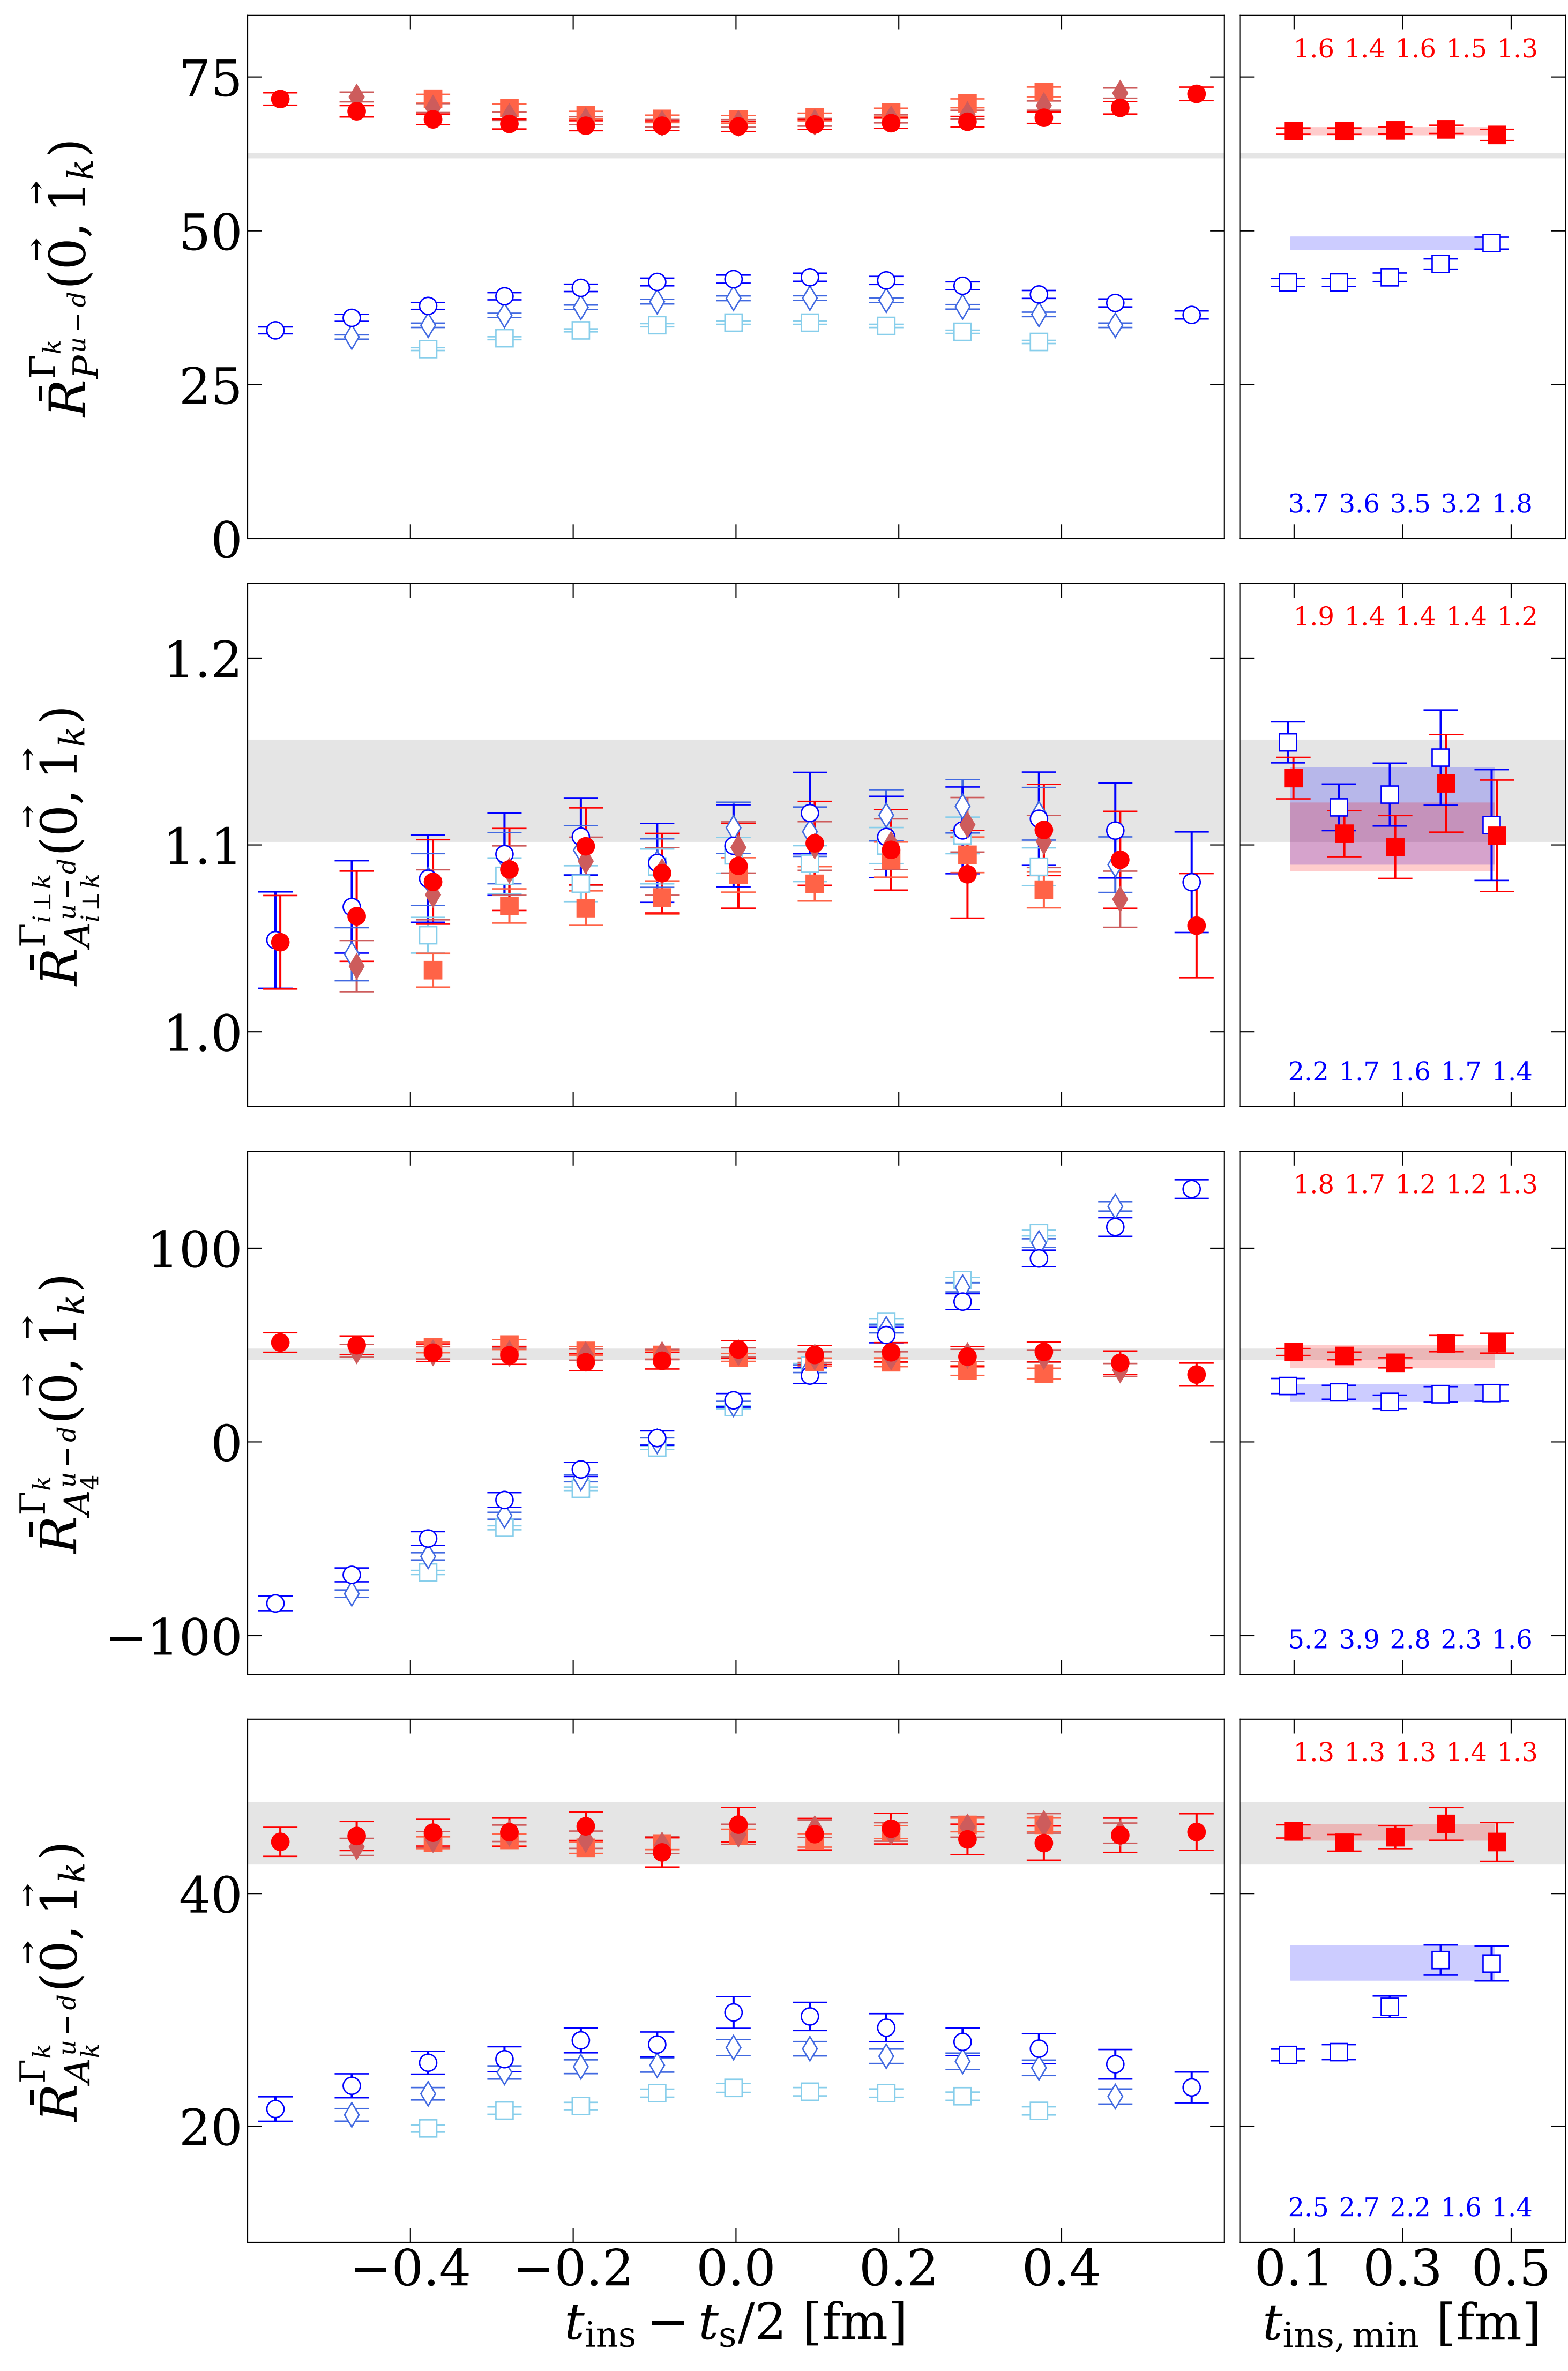 75
50
25
0
R̄^{Γ_k}_{P^{u−d}}(0⃗, 1⃗_k)
1.6 1.4 1.6 1.5 1.3
3.7 3.6 3.5 3.2 1.8
1.2
1.1
1.0
R̄^{Γ_{i⊥k}}_{A^{u−d}_{i⊥k}}(0⃗, 1⃗_k)
1.9 1.4 1.4 1.4 1.2
2.2 1.7 1.6 1.7 1.4
100
0
−100
R̄^{Γ_k}_{A^{u−d}_4}(0⃗, 1⃗_k)
1.8 1.7 1.2 1.2 1.3
5.2 3.9 2.8 2.3 1.6
40
20
R̄^{Γ_k}_{A^{u−d}_k}(0⃗, 1⃗_k)
1.3 1.3 1.3 1.4 1.3
2.5 2.7 2.2 1.6 1.4
−0.4 −0.2 0.0 0.2 0.4
0.1 0.3 0.5
t_ins − t_s/2 [fm]
t_{ins, min} [fm]